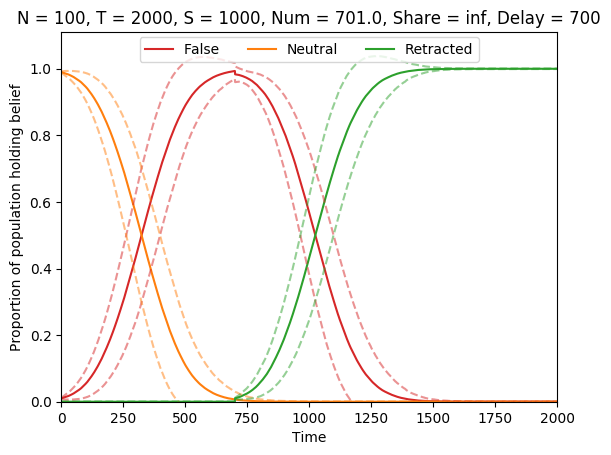 N = 100, T = 2000, S = 1000, Num = 701.0, Share = inf, Delay = 700
False Neutral Retracted
Proportion of population holding belief
1.0
0.8
0.6
0.4
0.2
0.0
0 250 500 750 1000 1250 1500 1750 2000
Time